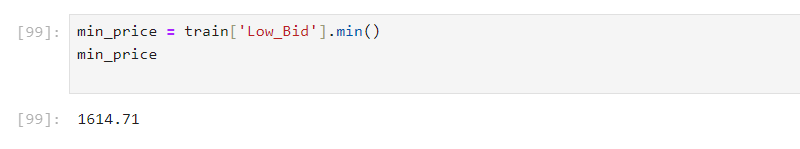 [99]: min_price = train['Low_Bid'].min()
min_price
[99]: 1614.71